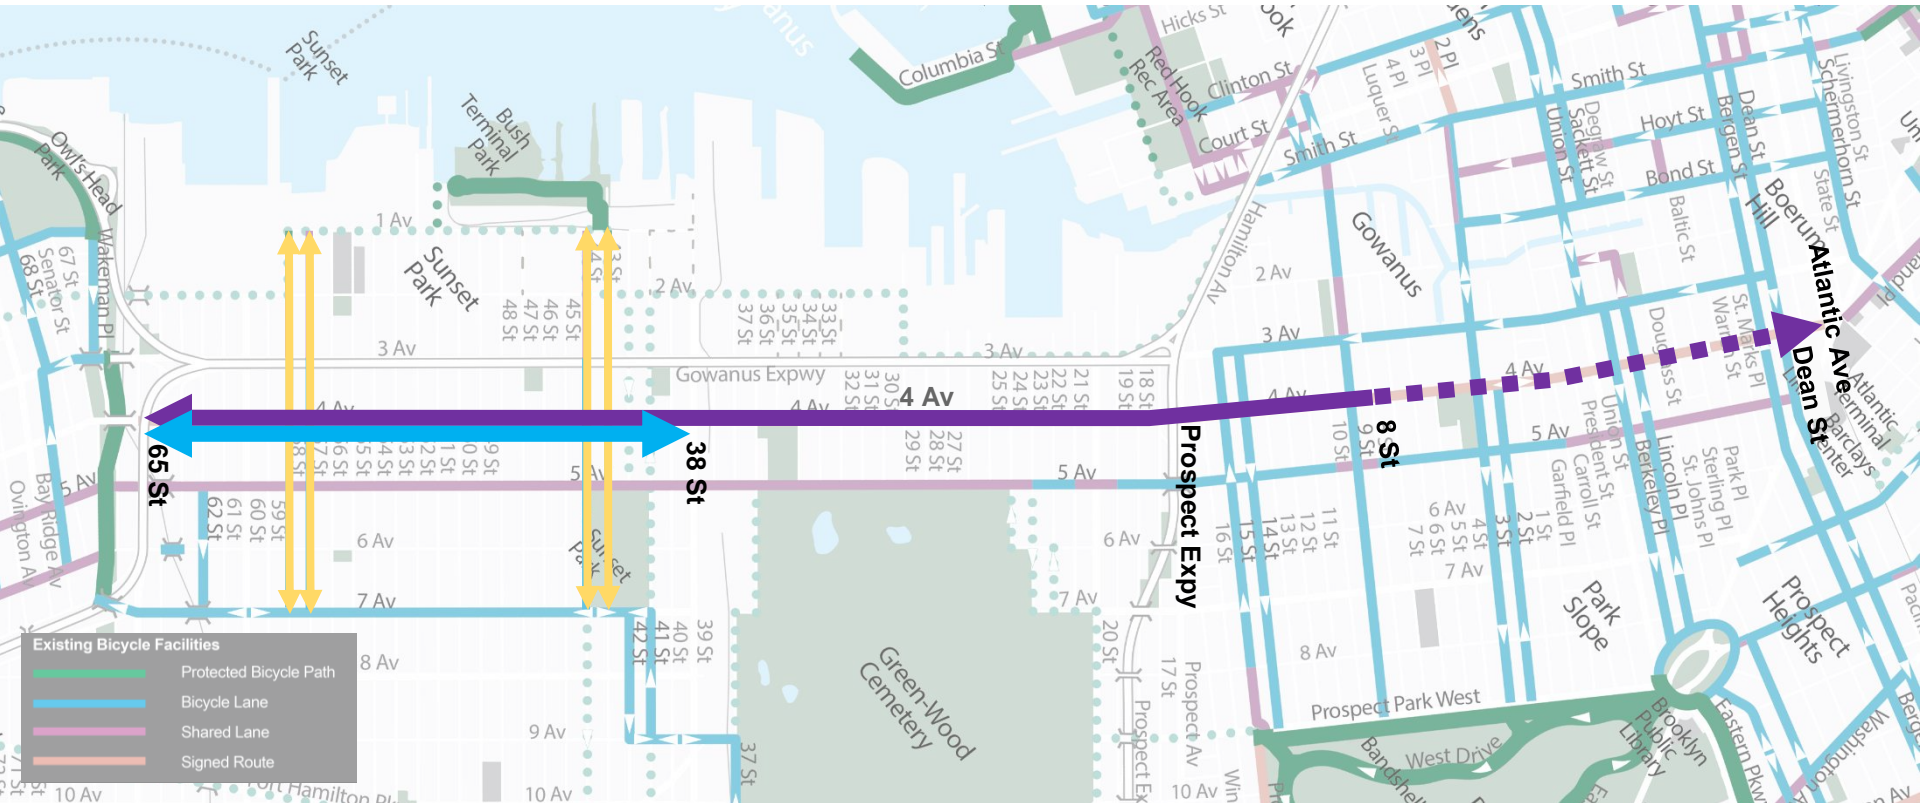 Sunset
Park
anus
Hicks St
ook
ens
Columbia St
Red Hook
Rec Area
Clinton St
Court St
Smith St
Luquer St
4 Pl
3 Pl
2 Pl
Smith St
Union St
Sackett St
Degraw St
Hoyt St
Bond St
Bergen St
Dean St
Schermerhorn St
Livingston St
State St
Boerum
Hill
Baltic St
Owl's Head
Park
Bush
Terminal
Park
1 Av
Sunset
Park
67 St
Senator St
68 St
Wakeman Pl
48 St
47 St
46 St
45 St
2 Av
37 St
36 St
35 St
34 St
33 St
Hamilton Av
2 Av
Gowanus
3 Av
3 Av
3 Av
Gowanus Expwy
32 St
31 St
30 St
25 St
24 St
23 St
22 St
21 St
19 St
18 St
4 Av
4 Av
4 Av
4 Av
4 Av
Douglass St
Warren St
St. Marks Pl
Atlantic Ave
Dean St
Atlantic
Terminal
Barclays
Center
65 St
38 St
Prospect Expy
8 St
10 St
9 St
29 St
28 St
27 St
5 Av
5 Av
5 Av
5 Av
Bay Ridge Av
Ovington Av
62 St
61 St
60 St
59 St
6 Av
6 Av
6 Av
Sunset
Park
16 St
15 St
14 St
13 St
12 St
11 St
7 St
6 St
5 St
4 St
3 St
2 St
1 St
Garfield Pl
Carroll St
President St
Union St
Berkeley Pl
Lincoln Pl
St. Johns Pl
Sterling Pl
Park Pl
7 Av
7 Av
7 Av
42 St
41 St
40 St
39 St
20 St
8 Av
8 Av
Park
Slope
Prospect
Heights
Green-Wood
Cemetery
17 St
Prospect Av
Prospect Ex
Prospect Park West
9 Av
37 St
West Drive
Bandshell
Brooklyn
Public
Library
Eastern Pkw
Washington
10 Av
10 Av
10 Av
Existing Bicycle Facilities
Protected Bicycle Path
Bicycle Lane
Shared Lane
Signed Route